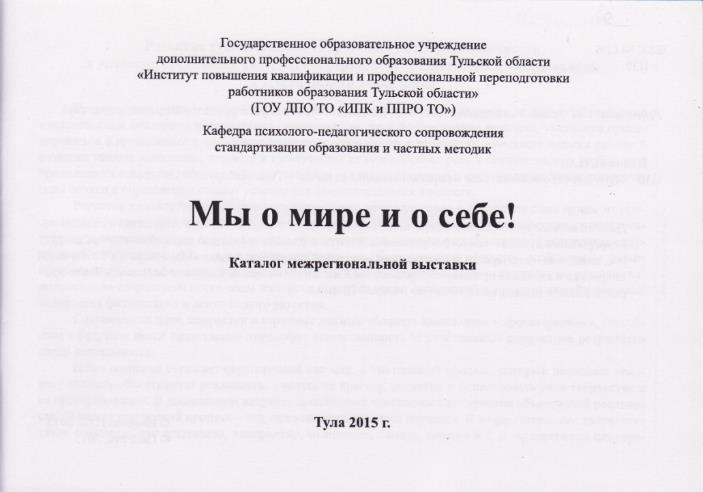 Государственное образовательное учреждение
дополнительного профессионального образования Тульской области
«Институт повышения квалификации и профессиональной переподготовки
работников образования Тульской области»
(ГОУ ДПО ТО «ИПК и ППРО ТО»)
Кафедра психолого-педагогического сопровождения
стандартизации образования и частных методик
Мы о мире и о себе!
Каталог межрегиональной выставки
Тула 2015 г.